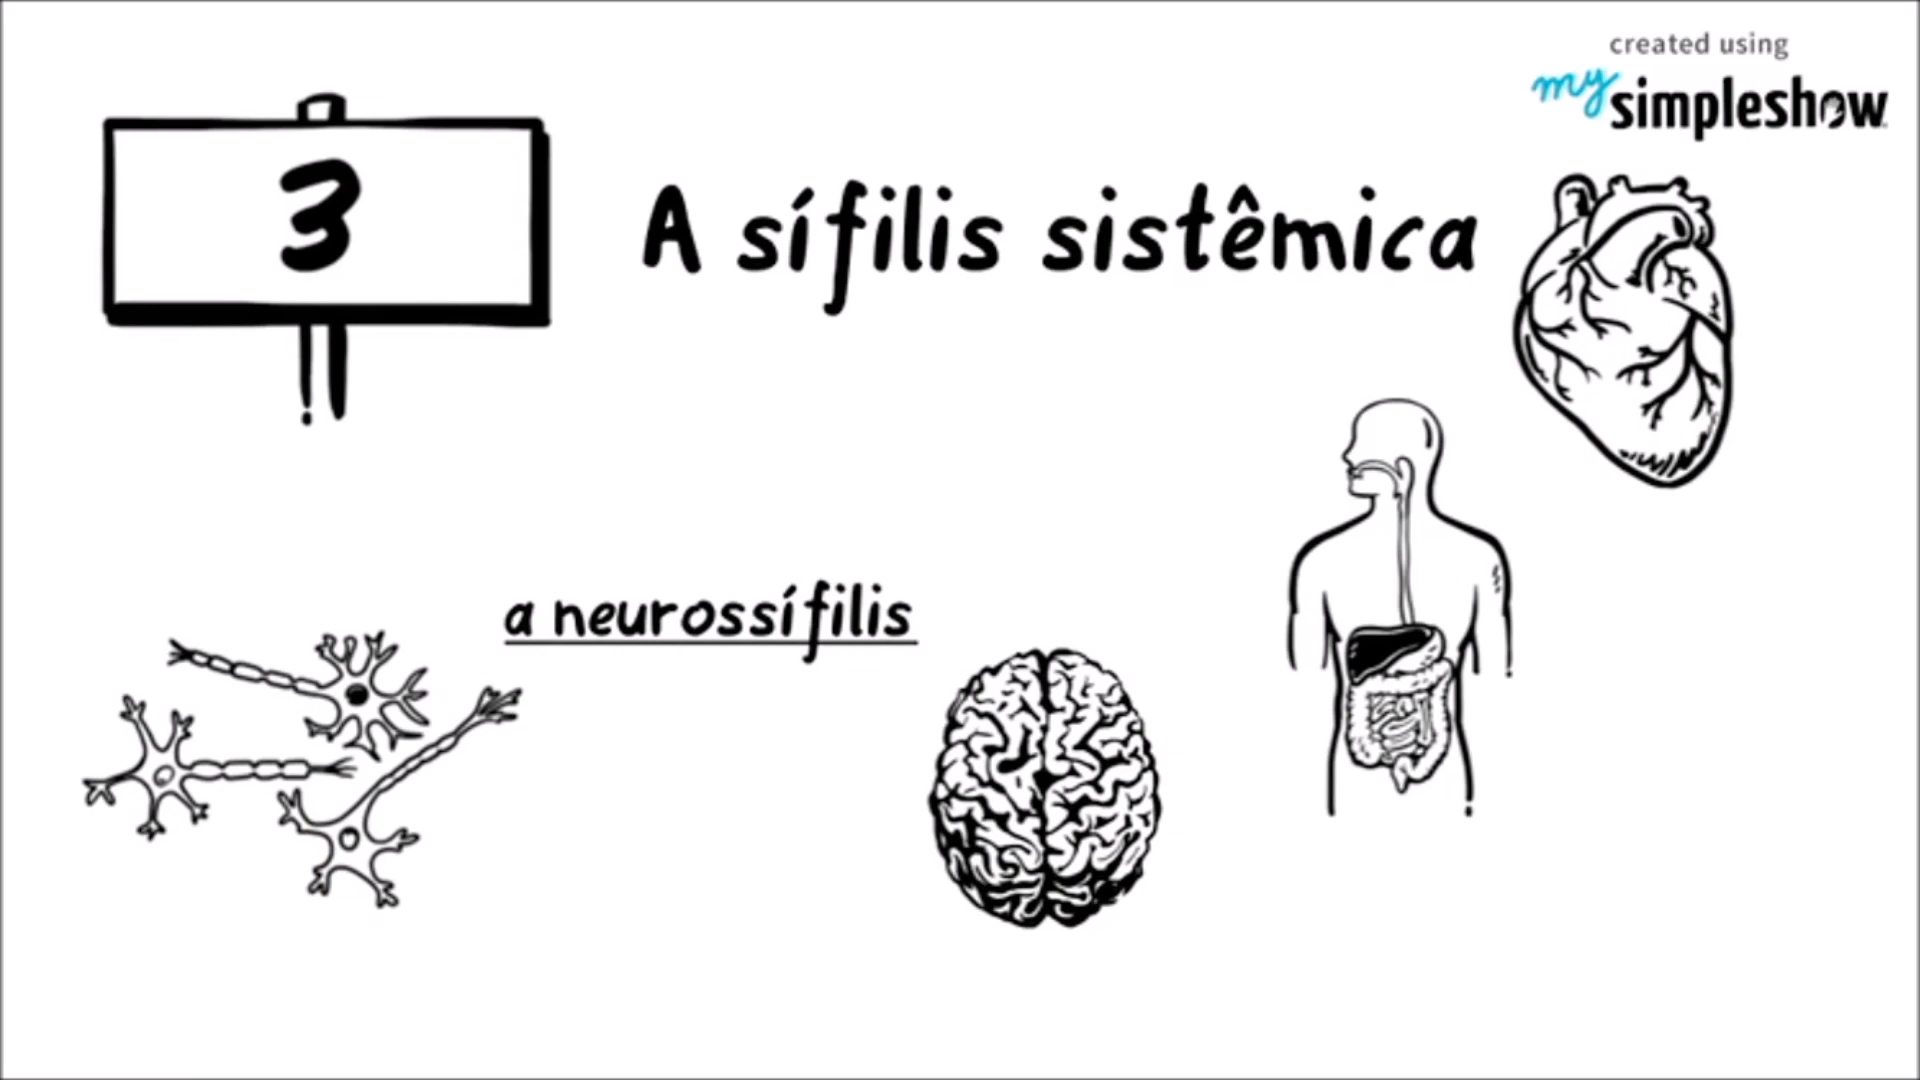 created using
my simpleshow
3
A sífilis sistêmica
a neurossífilis